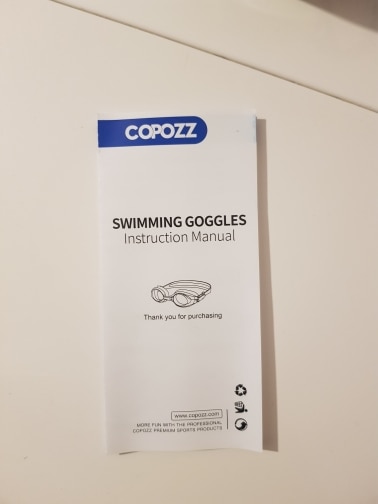 COPOZZ
SWIMMING GOGGLES
Instruction Manual
Thank you for purchasing
www.copozz.com
MORE FUN WITH THE PROFESSIONAL
COPOZZ PREMIUM SPORTS PRODUCTS